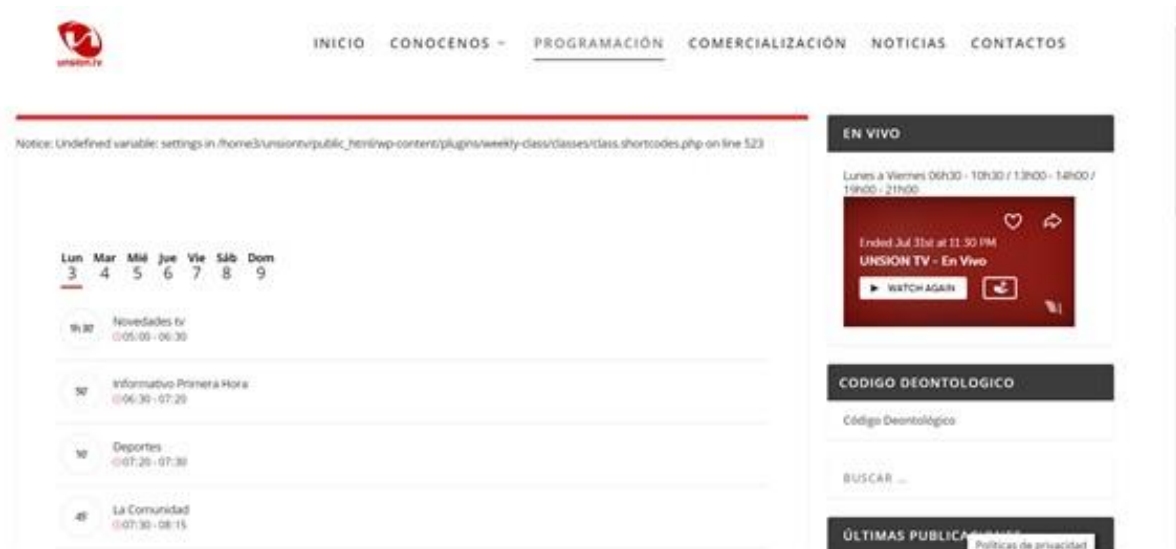 unsion.tv
INICIO CONOCENOS PROGRAMACIÓN COMERCIALIZACIÓN NOTICIAS CONTACTOS
Notice: Undefined variable: settings in /home3/unsiontv/public_html/wp-content/plugins/weekly-class/classes/class.shortcodes.php on line 523
Lun Mar Mié Jue Vie Sáb Dom
3 4 5 6 7 8 9
1h 30'
Novedades tv
05:00 - 06:30
50'
Informativo Primera Hora
06:30 - 07:20
10'
Deportes
07:20 - 07:30
45'
La Comunidad
07:30 - 08:15
EN VIVO
Lunes a Viernes 06h30 - 10h30 / 13h00 - 14h00 /
19h00 - 21h00
Ended Jul 31st at 11:30 PM
UNSION TV - En Vivo
WATCH AGAIN
CODIGO DEONTOLOGICO
Código Deontológico
BUSCAR ...
ÚLTIMAS
Políticas de privacidad